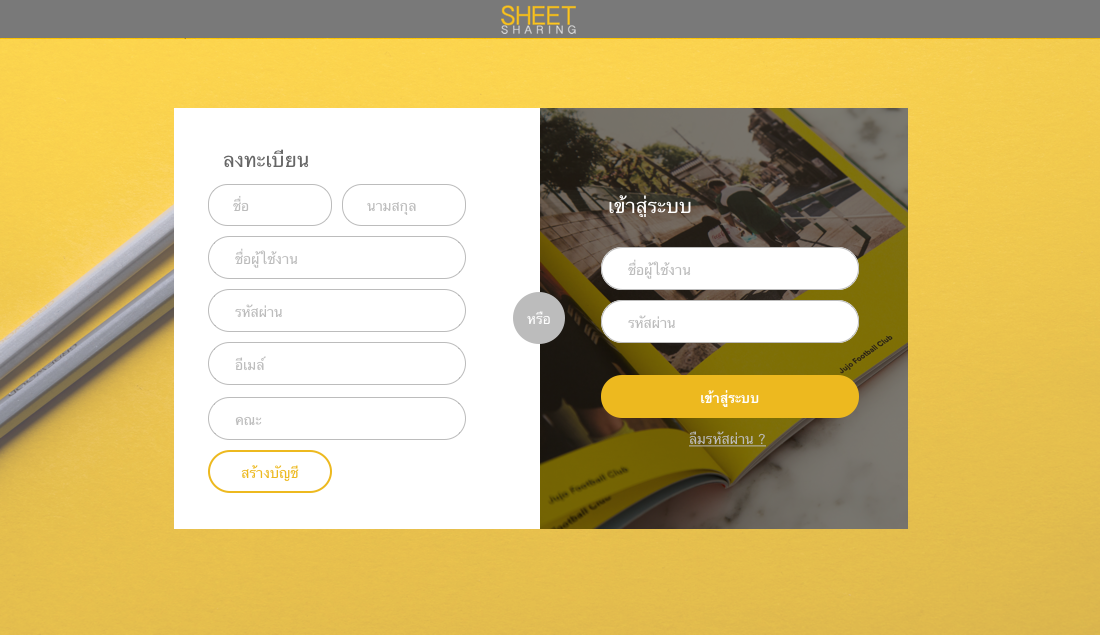 SHEET
SHARING
ลงทะเบียน
ชื่อ
นามสกุล
ชื่อผู้ใช้งาน
รหัสผ่าน
อีเมล์
คณะ
สร้างบัญชี
หรือ
เข้าสู่ระบบ
ชื่อผู้ใช้งาน
รหัสผ่าน
เข้าสู่ระบบ
ลืมรหัสผ่าน ?
Jujo Football Club
Jujo Football Club
Football Club